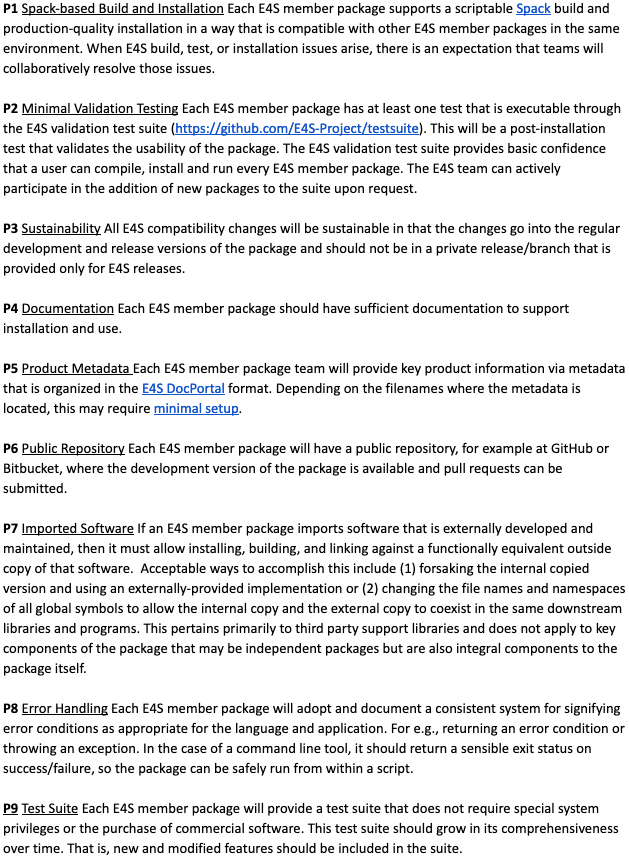 P1 Spack-based Build and Installation Each E4S member package supports a scriptable Spack build and
production-quality installation in a way that is compatible with other E4S member packages in the same
environment. When E4S build, test, or installation issues arise, there is an expectation that teams will
collaboratively resolve those issues.
P2 Minimal Validation Testing Each E4S member package has at least one test that is executable through
the E4S validation test suite (https://github.com/E4S-Project/testsuite). This will be a post-installation
test that validates the usability of the package. The E4S validation test suite provides basic confidence
that a user can compile, install and run every E4S member package. The E4S team can actively
participate in the addition of new packages to the suite upon request.
P3 Sustainability All E4S compatibility changes will be sustainable in that the changes go into the regular
development and release versions of the package and should not be in a private release/branch that is
provided only for E4S releases.
P4 Documentation Each E4S member package should have sufficient documentation to support
installation and use.
P5 Product Metadata Each E4S member package team will provide key product information via metadata
that is organized in the E4S DocPortal format. Depending on the filenames where the metadata is
located, this may require minimal setup.
P6 Public Repository Each E4S member package will have a public repository, for example at GitHub or
Bitbucket, where the development version of the package is available and pull requests can be
submitted.
P7 Imported Software If an E4S member package imports software that is externally developed and
maintained, then it must allow installing, building, and linking against a functionally equivalent outside
copy of that software.  Acceptable ways to accomplish this include (1) forsaking the internal copied
version and using an externally-provided implementation or (2) changing the file names and namespaces
of all global symbols to allow the internal copy and the external copy to coexist in the same downstream
libraries and programs. This pertains primarily to third party support libraries and does not apply to key
components of the package that may be independent packages but are also integral components to the
package itself.
P8 Error Handling Each E4S member package will adopt and document a consistent system for signifying
error conditions as appropriate for the language and application. For e.g., returning an error condition or
throwing an exception. In the case of a command line tool, it should return a sensible exit status on
success/failure, so the package can be safely run from within a script.
P9 Test Suite Each E4S member package will provide a test suite that does not require special system
privileges or the purchase of commercial software. This test suite should grow in its comprehensiveness
over time. That is, new and modified features should be included in the suite.